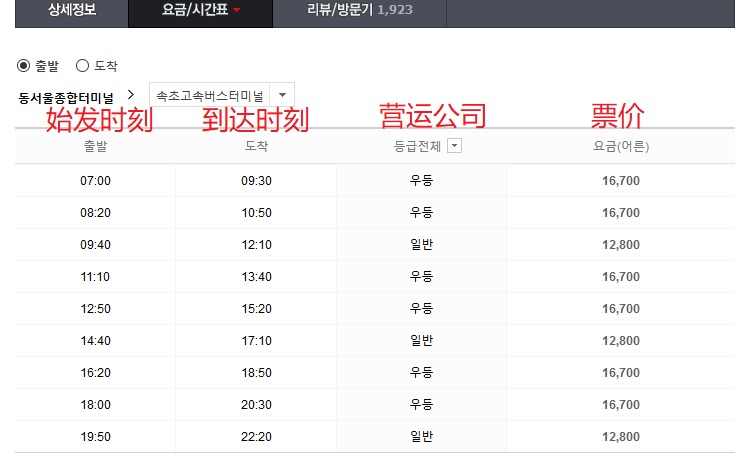 상세정보 요금/시간표 리뷰/방문기 1,923
출발 도착
동서울종합터미널 > 속초고속버스터미널
始发时刻 到达时刻 营运公司 票价
출발 도착 등급전체 요금(어른)
07:00 09:30 우등 16,700
08:20 10:50 우등 16,700
09:40 12:10 일반 12,800
11:10 13:40 우등 16,700
12:50 15:20 우등 16,700
14:40 17:10 일반 12,800
16:20 18:50 우등 16,700
18:00 20:30 우등 16,700
19:50 22:20 일반 12,800